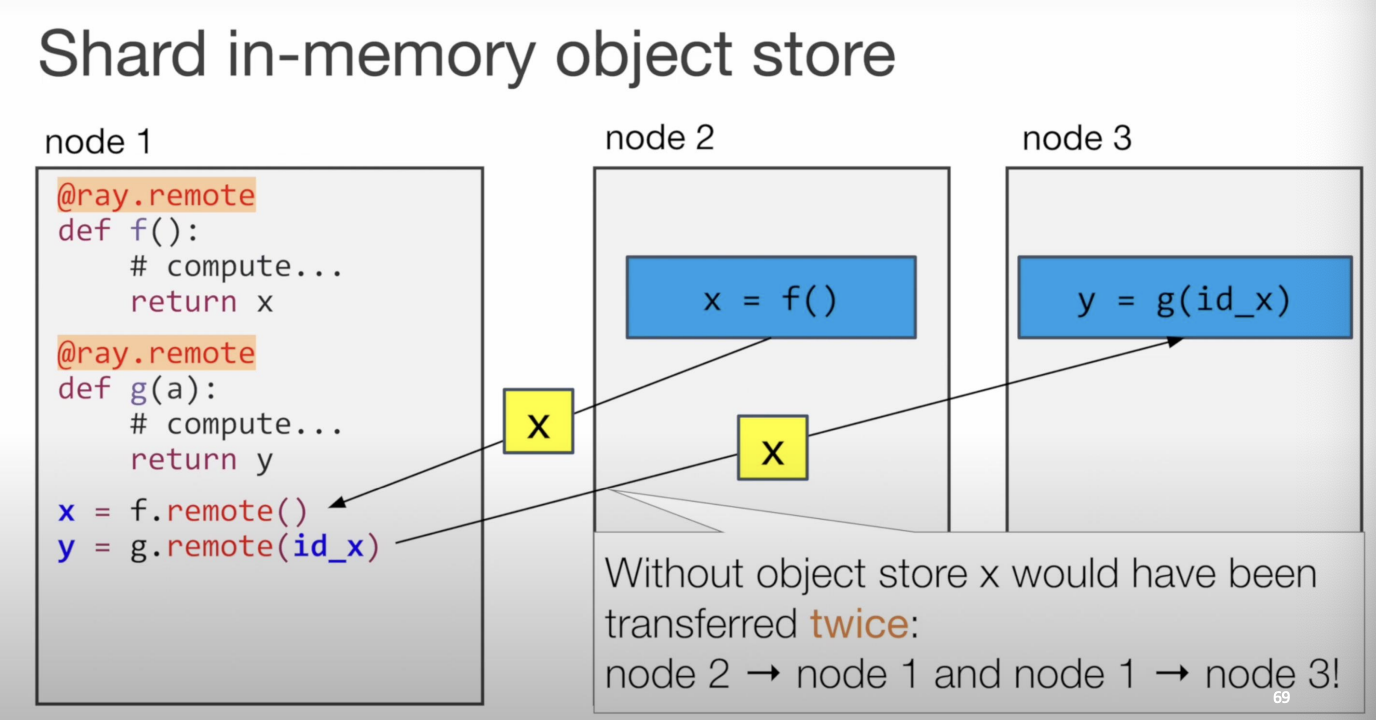 Shard in-memory object store
node 1
@ray.remote
def f():
# compute...
return x
@ray.remote
def g(a):
# compute...
return y
x = f.remote()
y = g.remote(id_x)
x
node 2
x = f()
x
node 3
y = g(id_x)
Without object store x would have been
transferred twice:
node 2 → node 1 and node 1 → node 3!
69